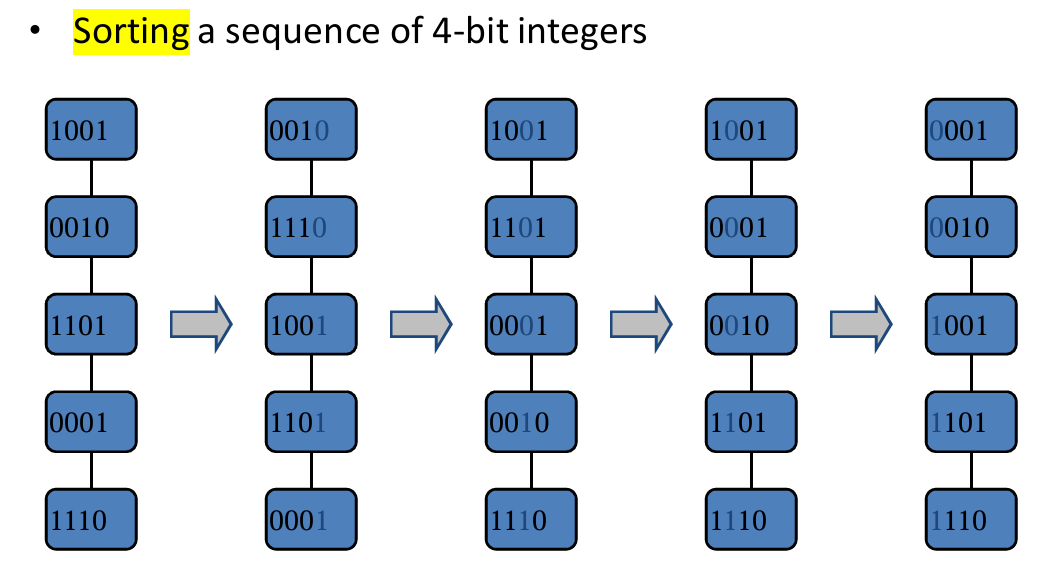 • Sorting a sequence of 4-bit integers
1001 0010 1001 1001 0001
0010 1110 1101 0001 0010
1101 1001 0001 0010 1001
0001 1101 0010 1101 1101
1110 0001 1110 1110 1110